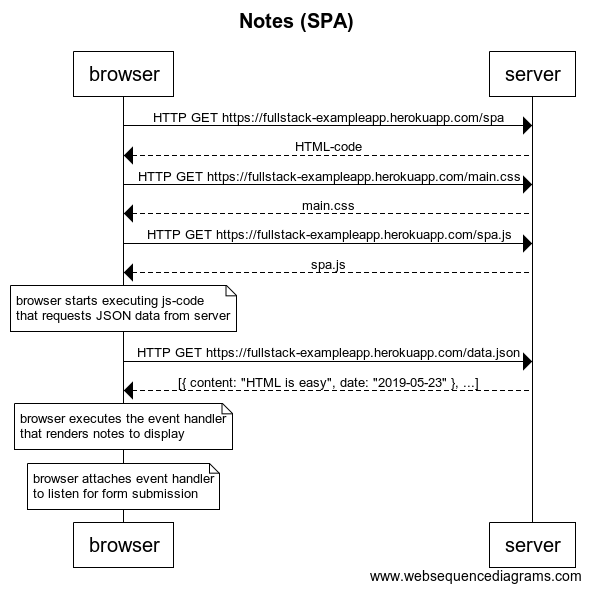 Notes (SPA)
browser
server
HTTP GET https://fullstack-exampleapp.herokuapp.com/spa
HTML-code
HTTP GET https://fullstack-exampleapp.herokuapp.com/main.css
main.css
HTTP GET https://fullstack-exampleapp.herokuapp.com/spa.js
spa.js
browser starts executing js-code
that requests JSON data from server
HTTP GET https://fullstack-exampleapp.herokuapp.com/data.json
[{ content: "HTML is easy", date: "2019-05-23" }, ...]
browser executes the event handler
that renders notes to display
browser attaches event handler
to listen for form submission
browser
server
www.websequencediagrams.com